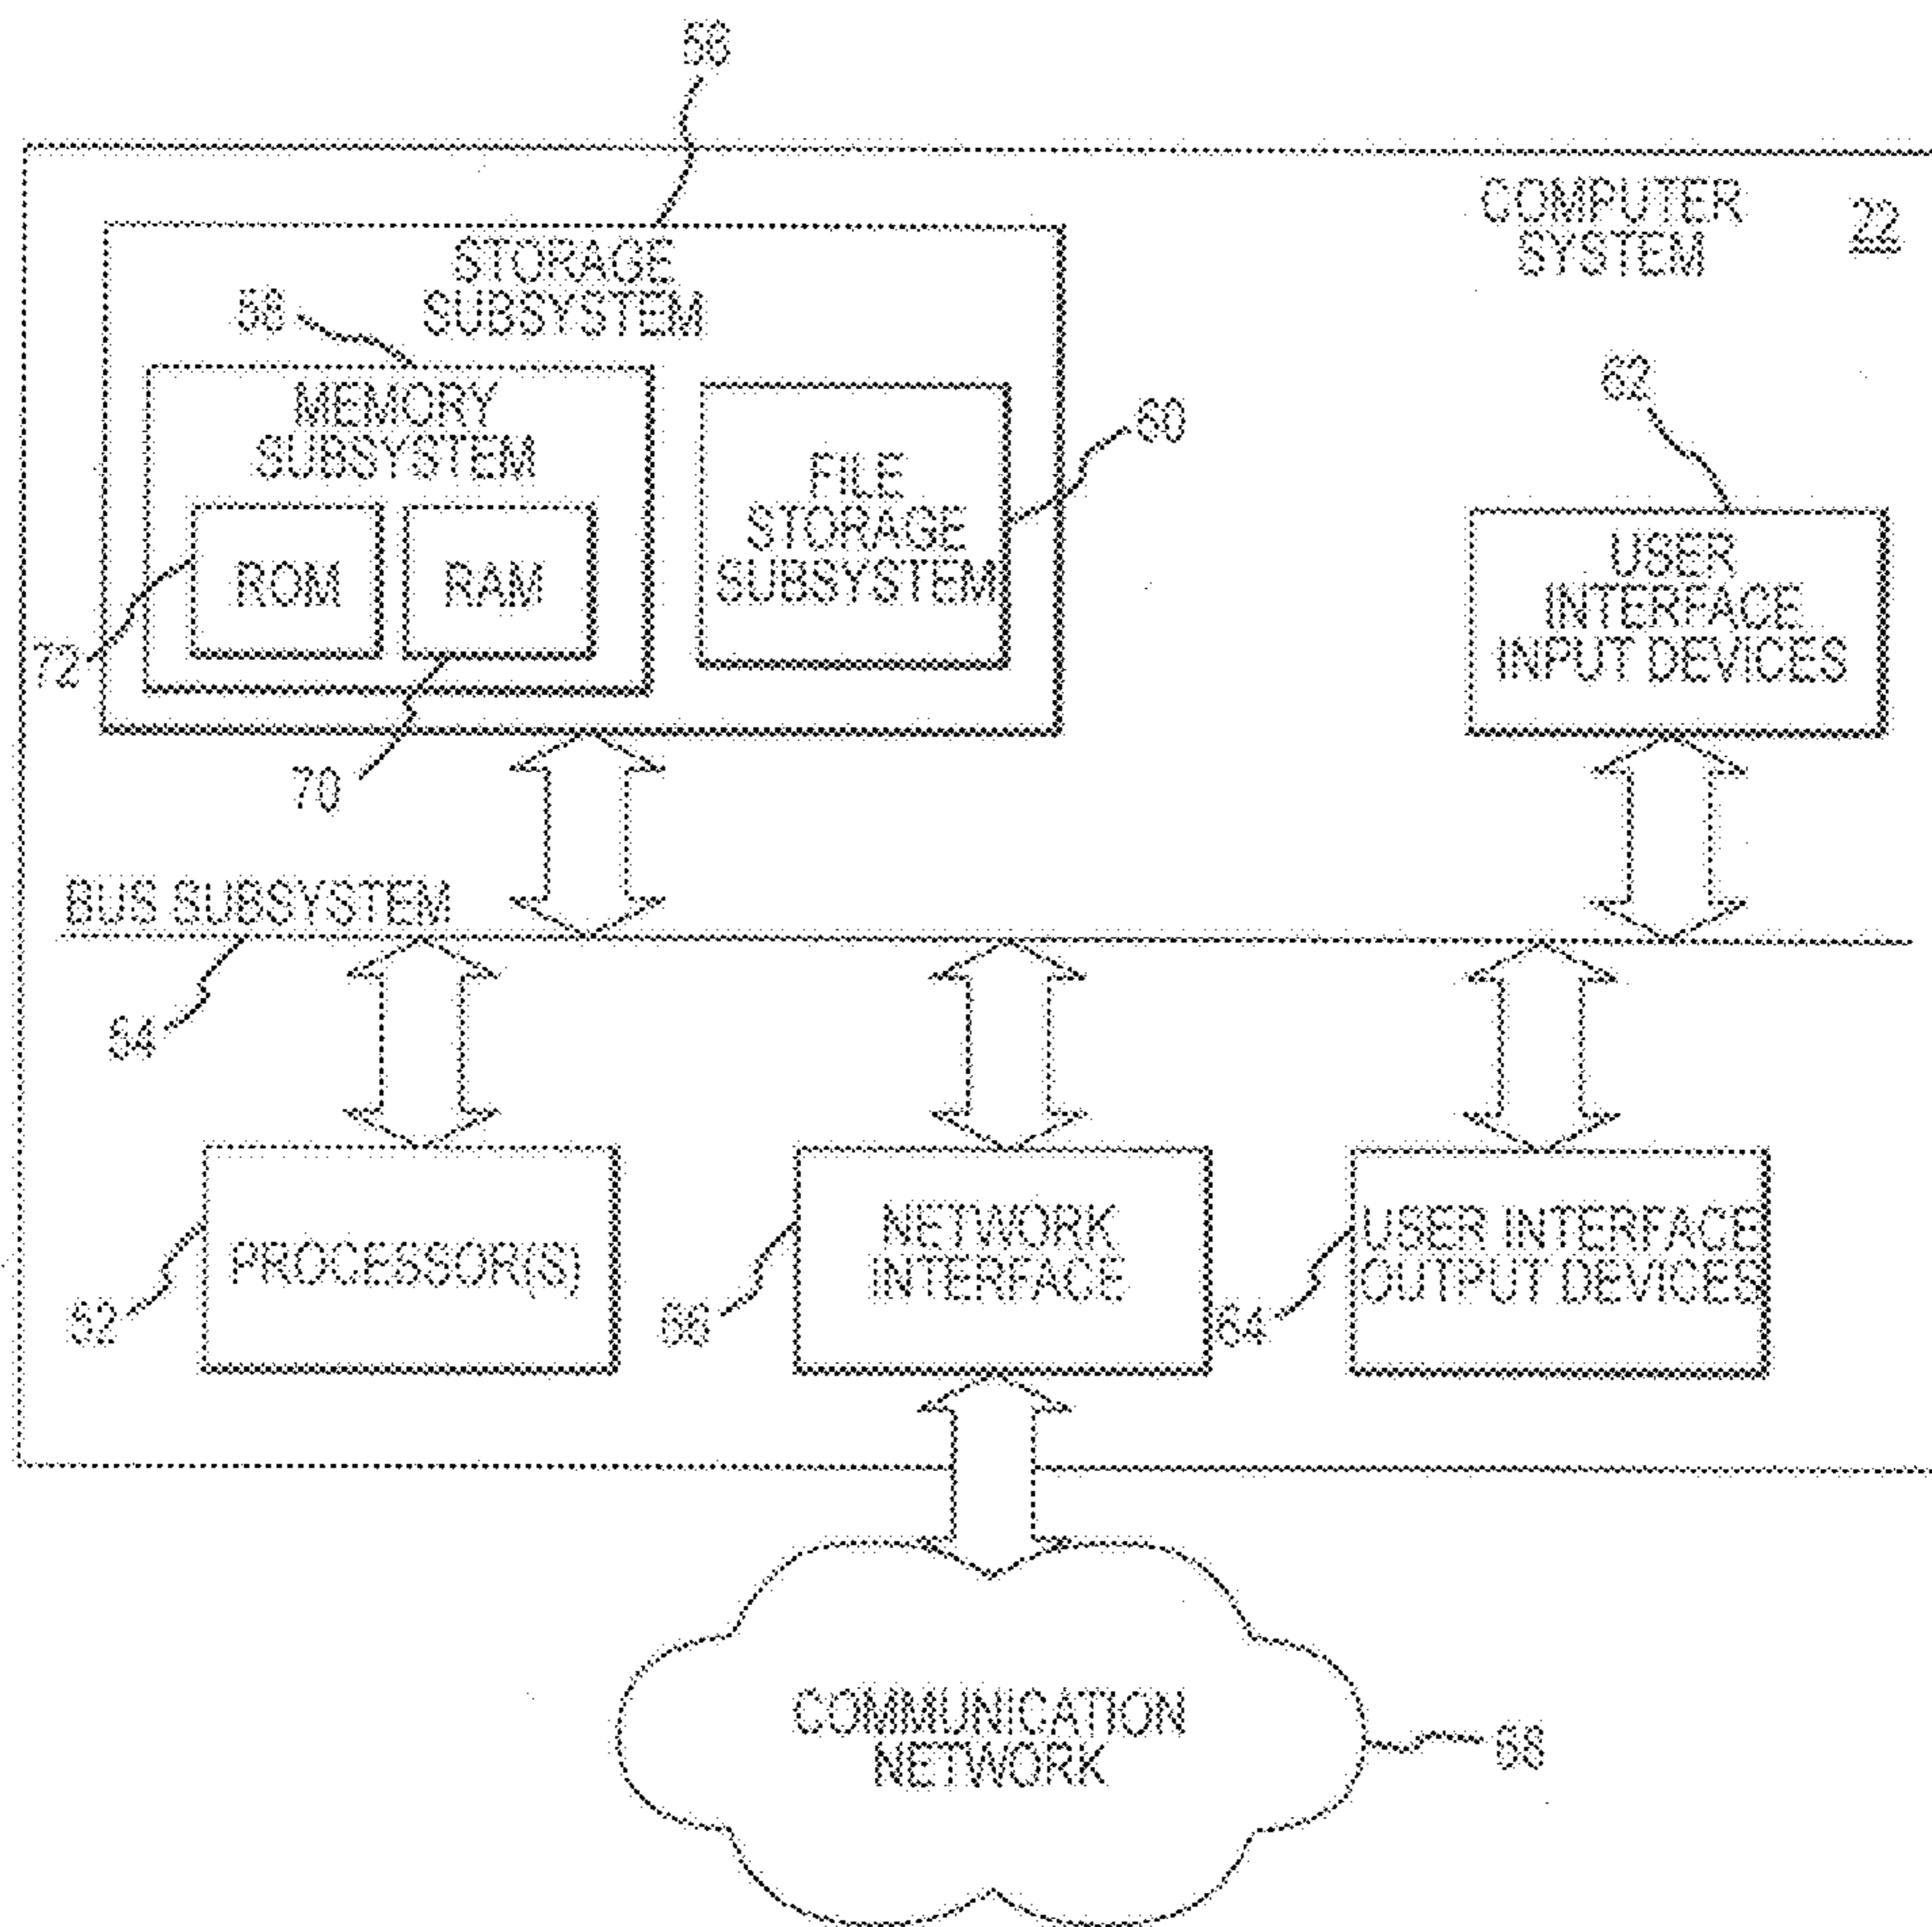 56
COMPUTER
SYSTEM
22
STORAGE
SUBSYSTEM
58
MEMORY
SUBSYSTEM
62
60
FILE
STORAGE
SUBSYSTEM
ROM
RAM
USER
INTERFACE
INPUT DEVICES
72
70
BUS SUBSYSTEM
54
PROCESSOR(S)
NETWORK
INTERFACE
USER INTERFACE
OUTPUT DEVICES
52
66
64
COMMUNICATION
NETWORK
68